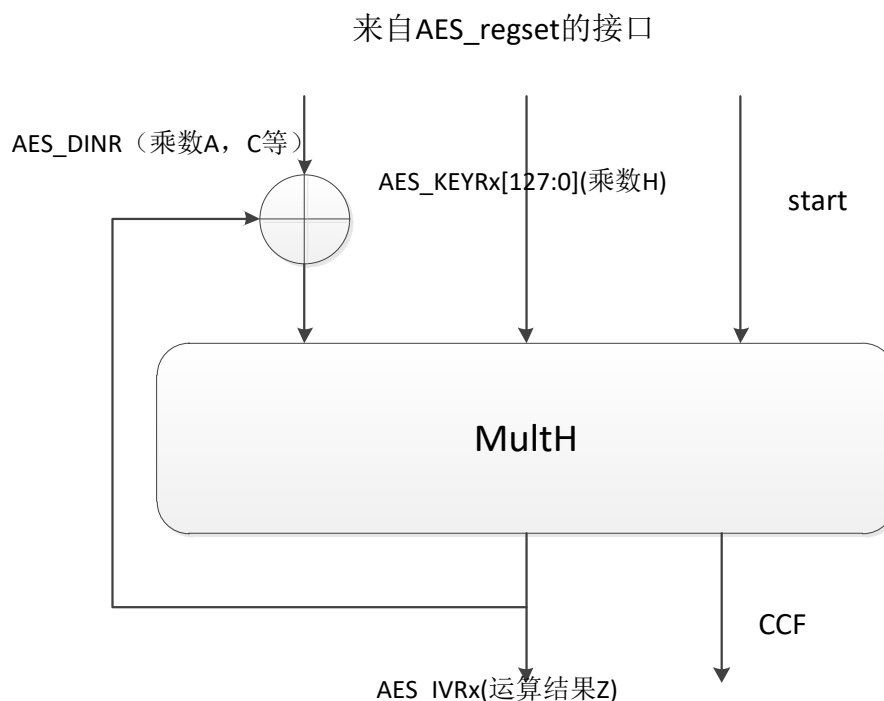 来自AES_regset的接口
AES_DINR（乘数A，C等）
AES_KEYRx[127:0](乘数H)
start
MultH
CCF
AES_IVRx(运算结果Z)